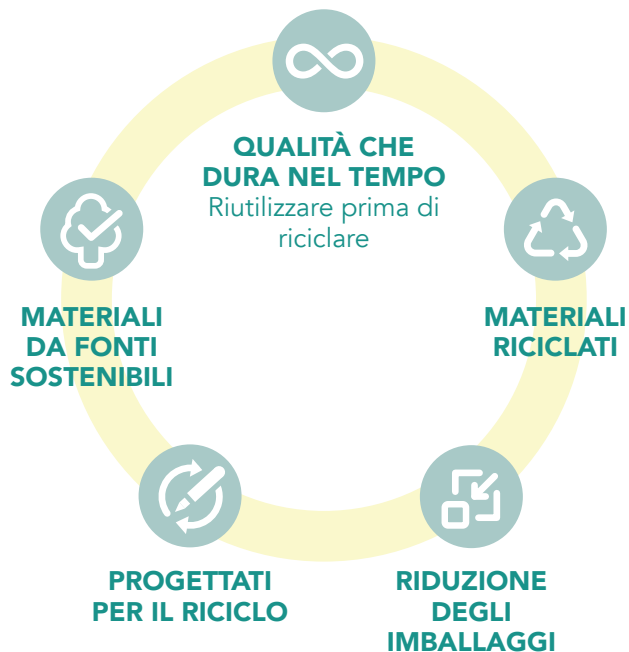 QUALITÀ CHE
DURA NEL TEMPO
Riutilizzare prima di
riciclare
MATERIALI
DA FONTI
SOSTENIBILI
MATERIALI
RICICLATI
PROGETTATI
PER IL RICICLO
RIDUZIONE
DEGLI
IMBALLAGGI